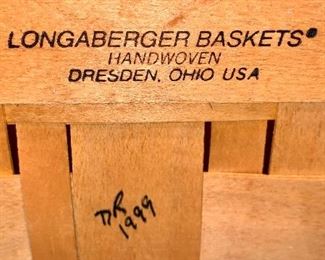 LONGABERGER BASKETS®
HANDWOVEN
DRESDEN, OHIO USA
DR
1999